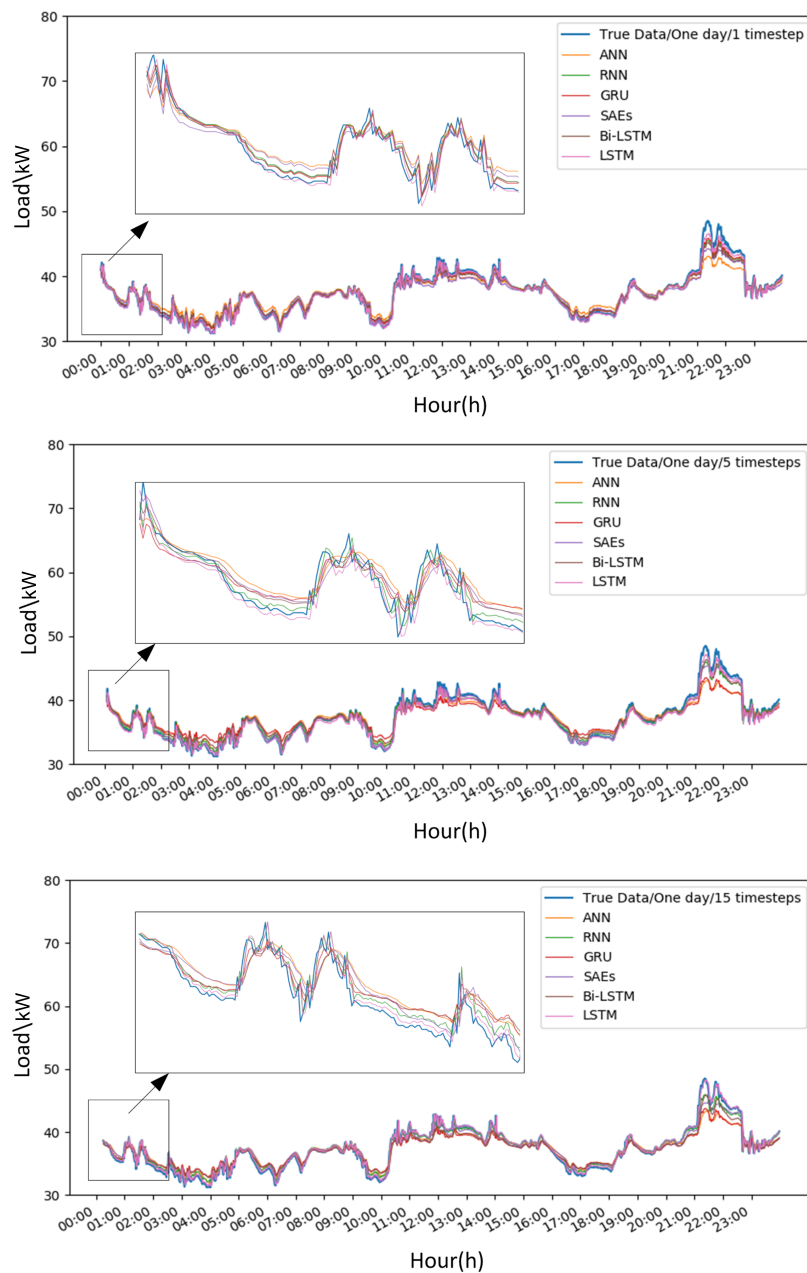 80
70
60
50
40
30
Load\kW
True Data/One day/1 timestep
ANN
RNN
GRU
SAEs
Bi-LSTM
LSTM
00:00 01:00 02:00 03:00 04:00 05:00 06:00 07:00 08:00 09:00 10:00 11:00 12:00 13:00 14:00 15:00 16:00 17:00 18:00 19:00 20:00 21:00 22:00 23:00
Hour(h)
80
70
60
50
40
30
Load\kW
True Data/One day/5 timesteps
ANN
RNN
GRU
SAEs
Bi-LSTM
LSTM
00:00 01:00 02:00 03:00 04:00 05:00 06:00 07:00 08:00 09:00 10:00 11:00 12:00 13:00 14:00 15:00 16:00 17:00 18:00 19:00 20:00 21:00 22:00 23:00
Hour(h)
80
70
60
50
40
30
Load\kW
True Data/One day/15 timesteps
ANN
RNN
GRU
SAEs
Bi-LSTM
LSTM
00:00 01:00 02:00 03:00 04:00 05:00 06:00 07:00 08:00 09:00 10:00 11:00 12:00 13:00 14:00 15:00 16:00 17:00 18:00 19:00 20:00 21:00 22:00 23:00
Hour(h)